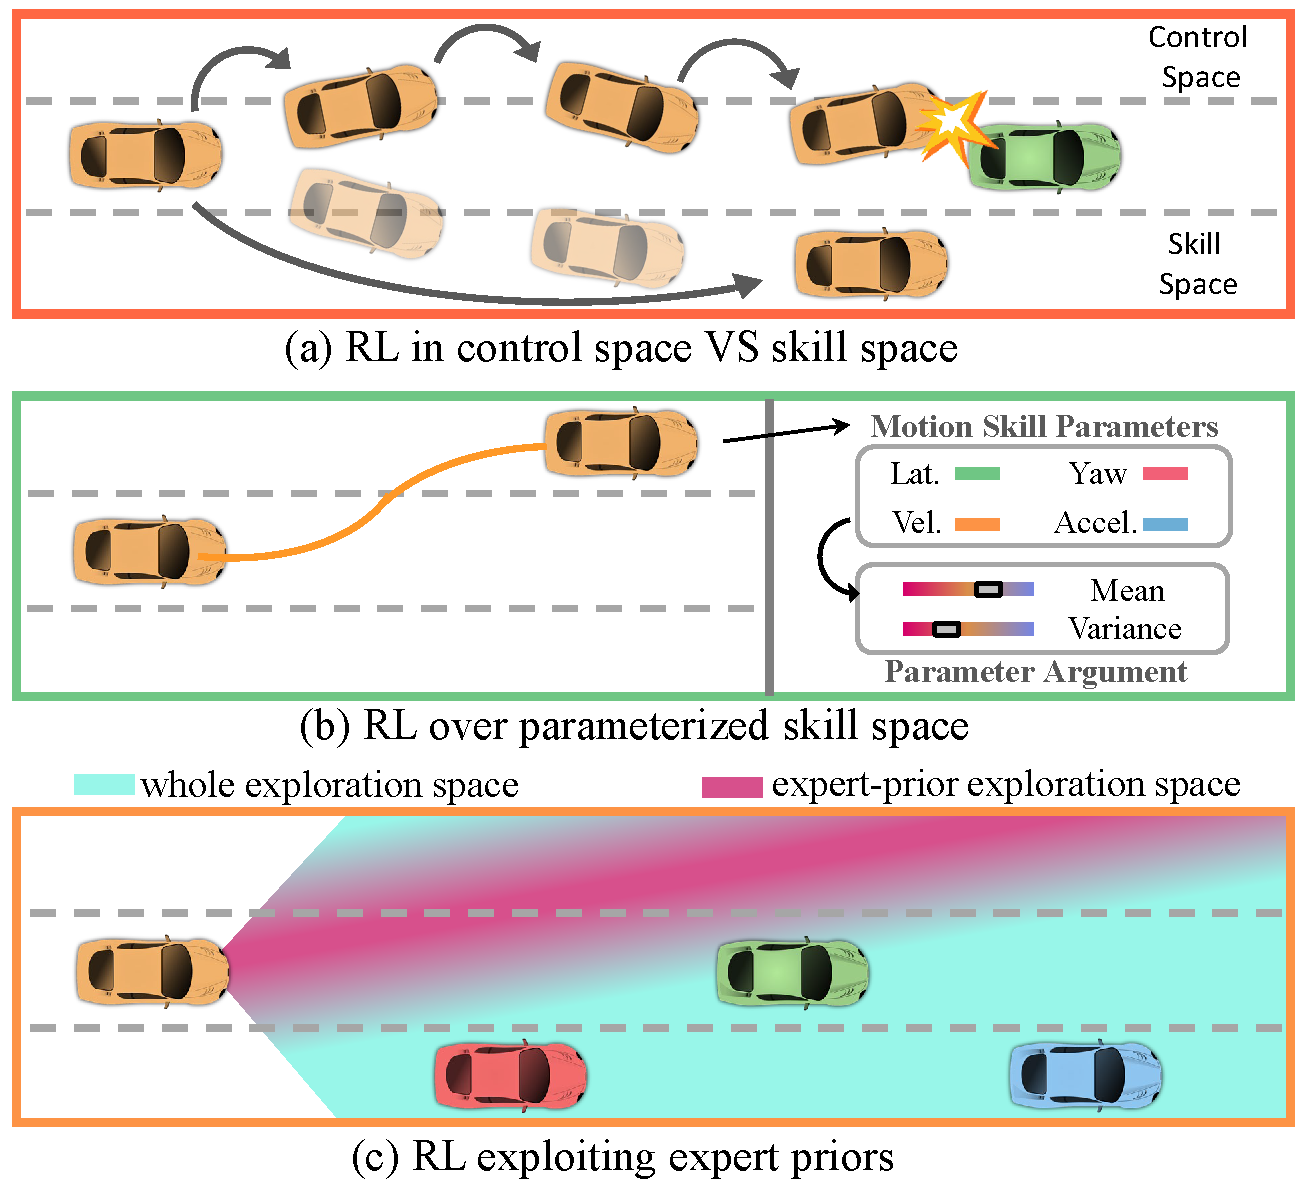 Control
Space
Skill
Space
(a) RL in control space VS skill space
Motion Skill Parameters
Lat. Yaw
Vel. Accel.
Mean
Variance
Parameter Argument
(b) RL over parameterized skill space
whole exploration space expert-prior exploration space
(c) RL exploiting expert priors